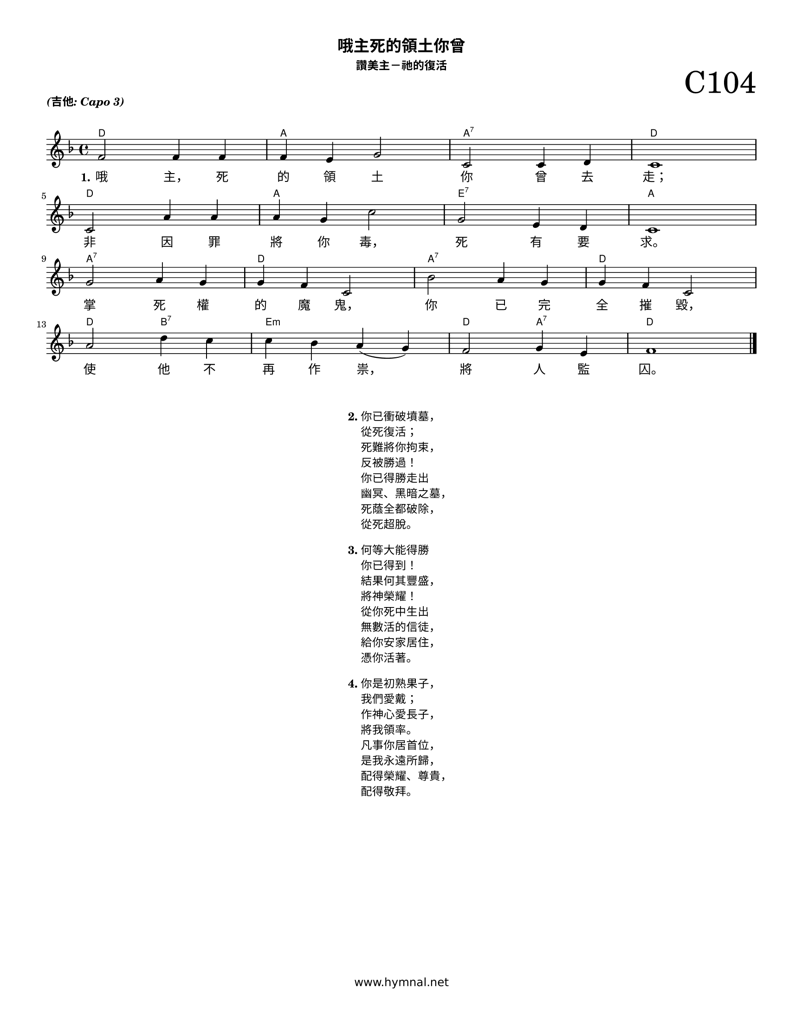 哦主死的領土你曾
讚美主－祂的復活
C104
(吉他: Capo 3)
D A A7 D
1. 哦 主， 死 的 領 土 你 曾 去 走；
5 D A E7 A
非 因 罪 將 你 毒， 死 有 要 求。
9 A7 D A7 D
掌 死 權 的 魔 鬼， 你 已 完 全 摧 毀，
13 D B7 Em D A7 D
使 他 不 再 作 祟， 將 人 監 囚。
2. 你已衝破墳墓，
從死復活；
死難將你拘束，
反被勝過！
你已得勝走出
幽冥、黑暗之墓，
死蔭全都破除，
從死超脫。
3. 何等大能得勝
你已得到！
結果何其豐盛，
將神榮耀！
從你死中生出
無數活的信徒，
給你安家居住，
憑你活著。
4. 你是初熟果子，
我們愛戴；
作神心愛長子，
將我領率。
凡事你居首位，
是我永遠所歸，
配得榮耀、尊貴，
配得敬拜。
www.hymnal.net